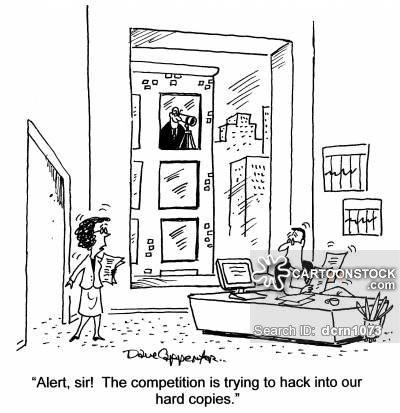 CARTOONSTOCK
.com
Search ID: dcrn1073
Dave Carpenter...
“Alert, sir!  The competition is trying to hack into our
hard copies.”